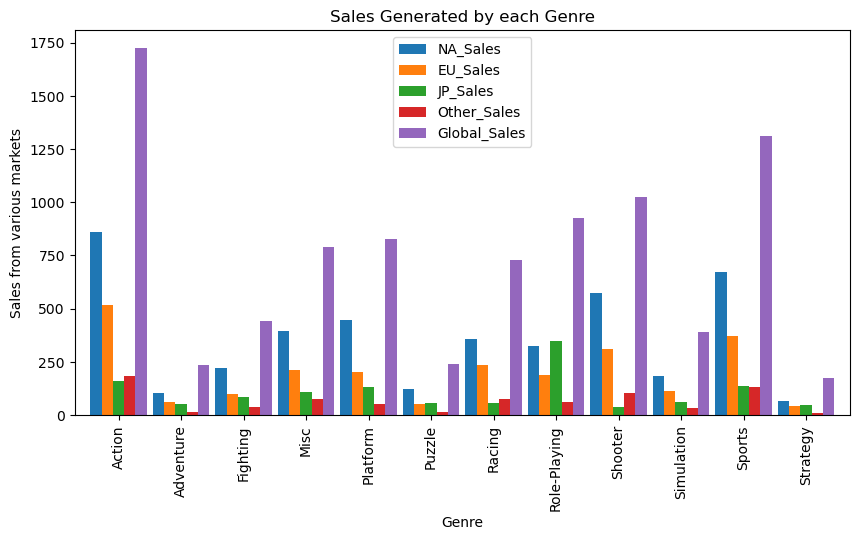 Sales Generated by each Genre
NA_Sales
EU_Sales
JP_Sales
Other_Sales
Global_Sales
Sales from various markets
1750
1500
1250
1000
750
500
250
0
Action
Adventure
Fighting
Misc
Platform
Puzzle
Racing
Role-Playing
Shooter
Simulation
Sports
Strategy
Genre